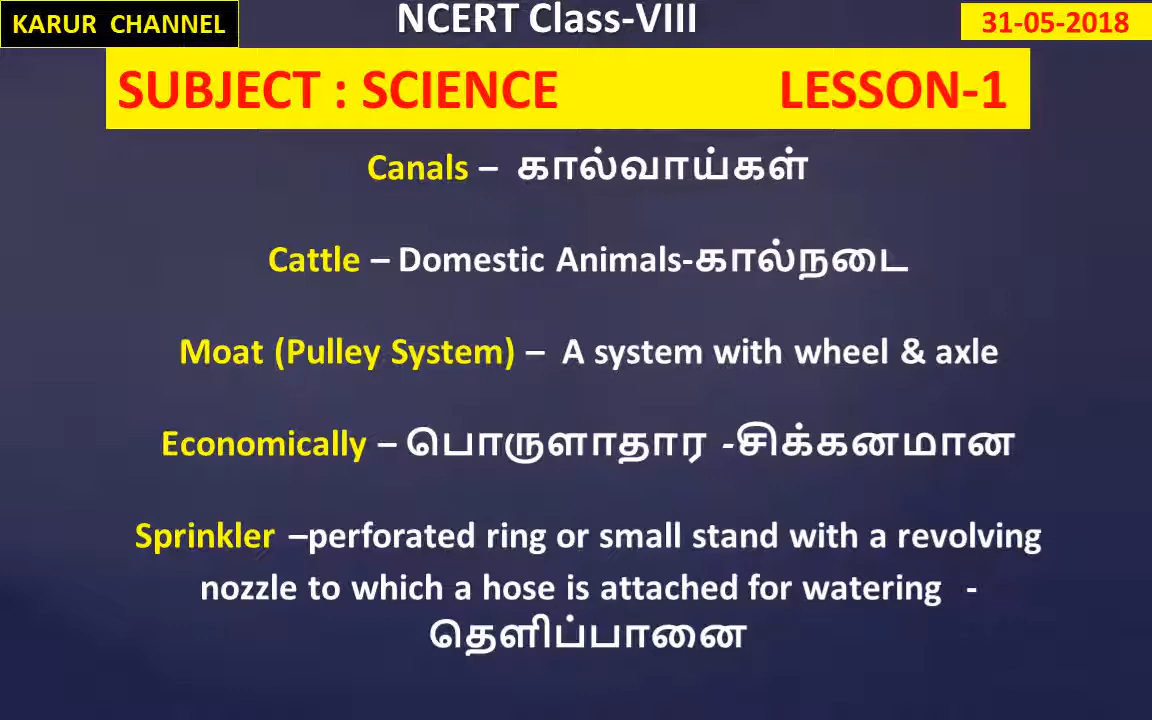 KARUR CHANNEL
NCERT Class-VIII
31-05-2018
SUBJECT : SCIENCE LESSON-1
Canals – கால்வாய்கள்
Cattle – Domestic Animals-கால்நடை
Moat (Pulley System) – A system with wheel & axle
Economically – பொருளாதார -சிக்கனமான
Sprinkler –perforated ring or small stand with a revolving
nozzle to which a hose is attached for watering -
தெளிப்பானை